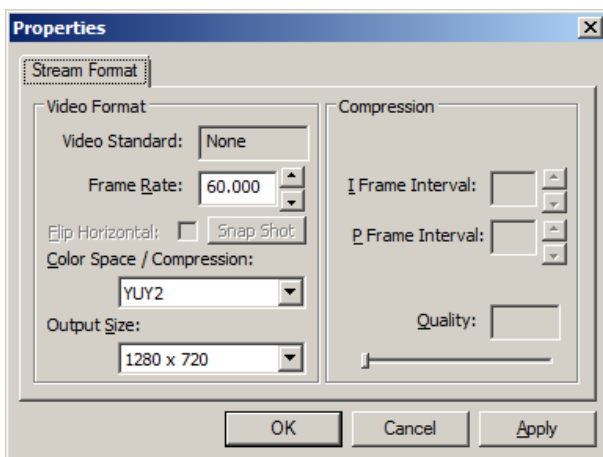 Properties
Stream Format
Video Format
Video Standard: None
Frame Rate: 60.000
Flip Horizontal: Snap Shot
Color Space / Compression:
YUY2
Output Size:
1280 x 720
Compression
I Frame Interval:
P Frame Interval:
Quality:
OK Cancel Apply